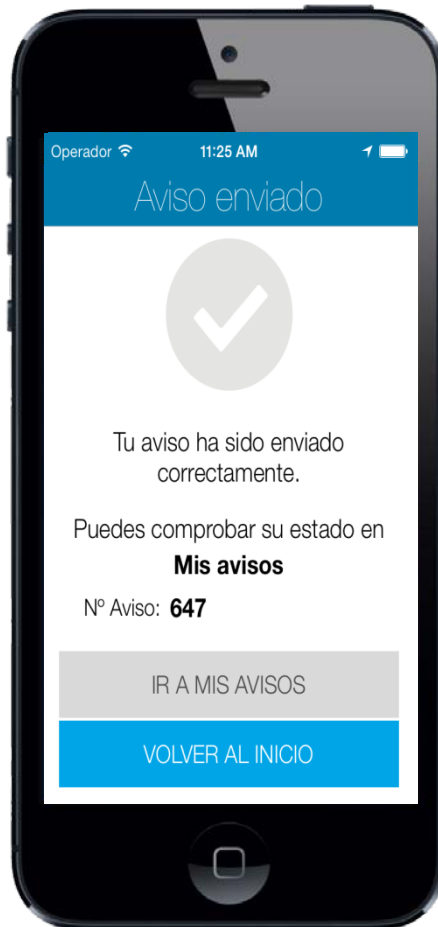 Operador 11:25 AM
Aviso enviado
Tu aviso ha sido enviado
correctamente.
Puedes comprobar su estado en
Mis avisos
Nº Aviso: 647
IR A MIS AVISOS
VOLVER AL INICIO